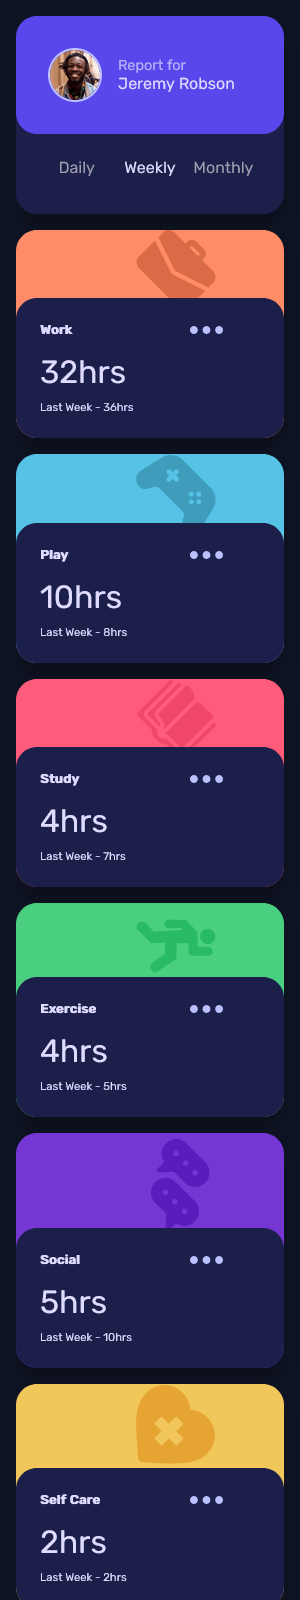 Report for
Jeremy Robson
Daily Weekly Monthly
Work
32hrs
Last Week - 36hrs
Play
10hrs
Last Week - 8hrs
Study
4hrs
Last Week - 7hrs
Exercise
4hrs
Last Week - 5hrs
Social
5hrs
Last Week - 10hrs
Self Care
2hrs
Last Week - 2hrs